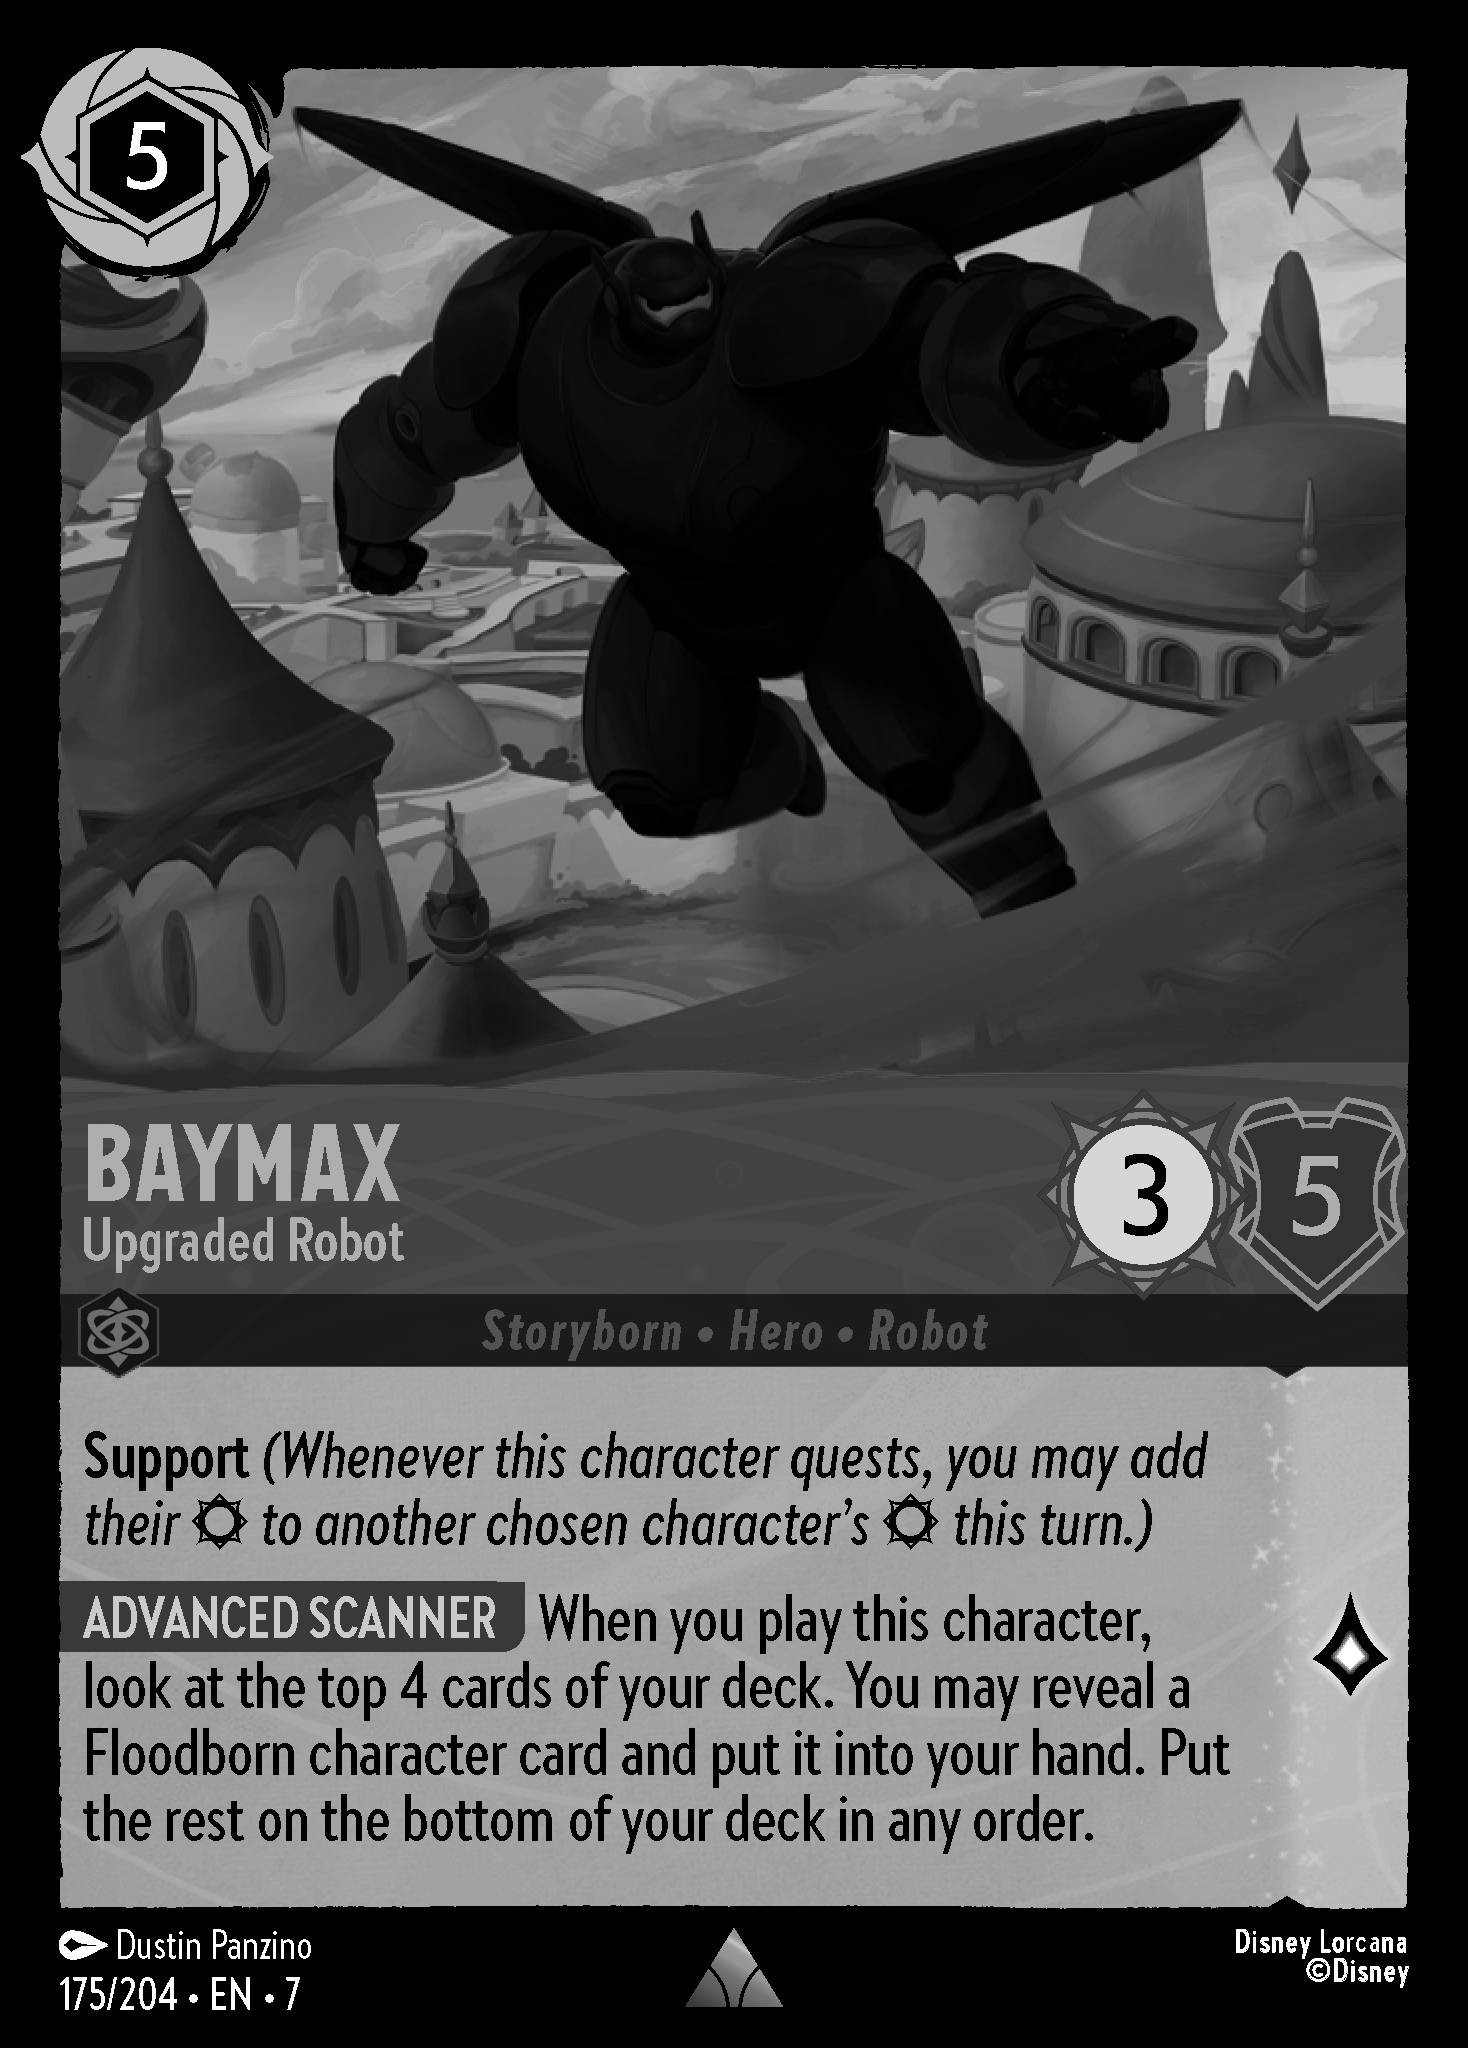 5
BAYMAX
Upgraded Robot
3
5
Storyborn • Hero • Robot
Support (Whenever this character quests, you may add
their to another chosen character’s this turn.)
ADVANCED SCANNER When you play this character,
look at the top 4 cards of your deck. You may reveal a
Floodborn character card and put it into your hand. Put
the rest on the bottom of your deck in any order.
Dustin Panzino
175/204 • EN • 7
Disney Lorcana
©Disney